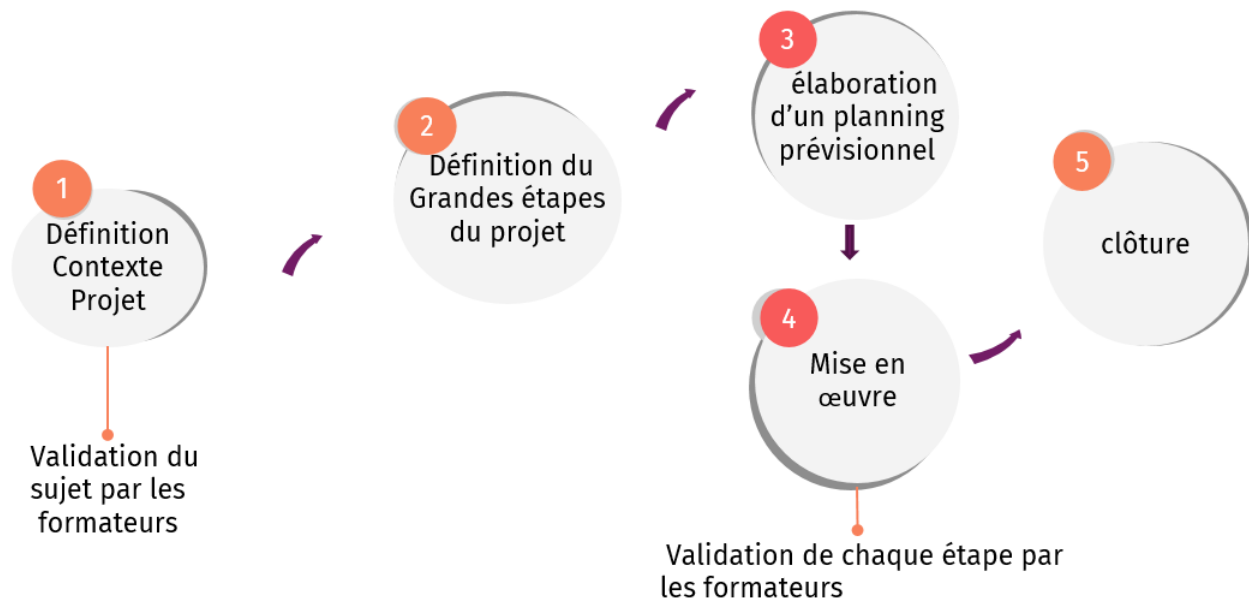 1
Définition
Contexte
Projet
Validation du
sujet par les
formateurs
2
Définition du
Grandes étapes
du projet
3
élaboration
d'un planning
prévisionnel
4
Mise en
œuvre
Validation de chaque étape par
les formateurs
5
clôture